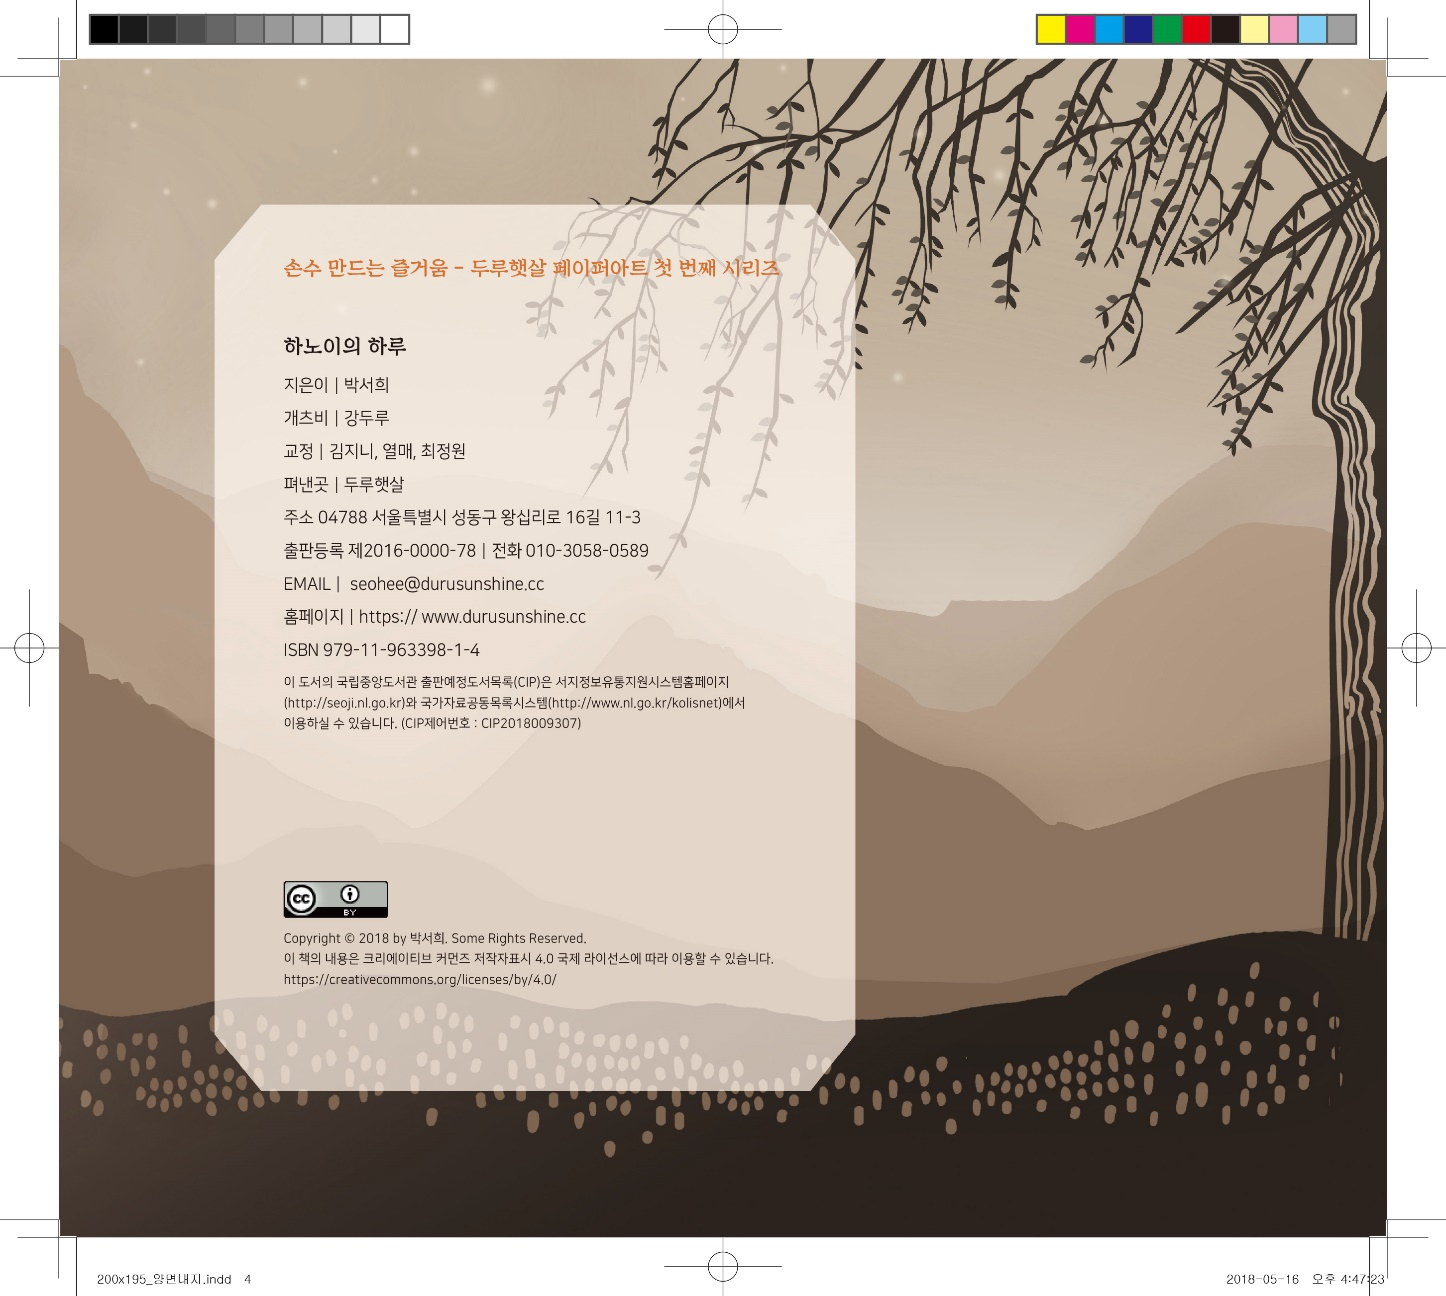 손수 만드는 즐거움 - 두루햇살 페이퍼아트 첫 번째 시리즈
하노이의 하루
지은이 | 박서희
개츠비 | 강두루
교정 | 김지니, 열매, 최정원
펴낸곳 | 두루햇살
주소 04788 서울특별시 성동구 왕십리로 16길 11-3
출판등록 제2016-0000-78 | 전화 010-3058-0589
EMAIL | seohee@durusunshine.cc
홈페이지 | https:// www.durusunshine.cc
ISBN 979-11-963398-1-4
이 도서의 국립중앙도서관 출판예정도서목록(CIP)은 서지정보유통지원시스템홈페이지
(http://seoji.nl.go.kr)와 국가자료공동목록시스템(http://www.nl.go.kr/kolisnet)에서
이용하실 수 있습니다. (CIP제어번호 : CIP2018009307)
cc
BY
Copyright © 2018 by 박서희. Some Rights Reserved.
이 책의 내용은 크리에이티브 커먼즈 저작자표시 4.0 국제 라이선스에 따라 이용할 수 있습니다.
https://creativecommons.org/licenses/by/4.0/
200x195_양면내지.indd 4
2018-05-16 오후 4:47:23